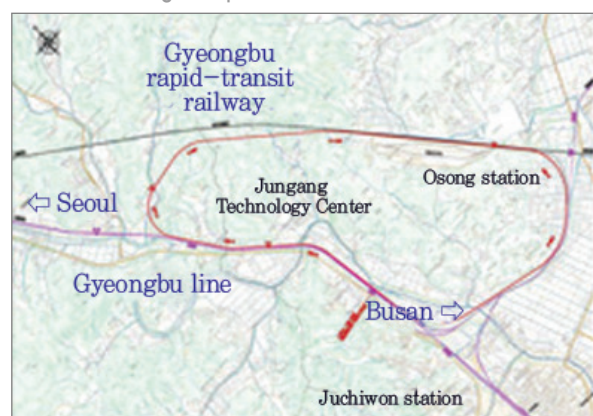 Gyeongbu
rapid-transit
railway
Osong station
Jungang
Technology Center
⇦ Seoul
Gyeongbu line
Busan ⇨
Juchiwon station